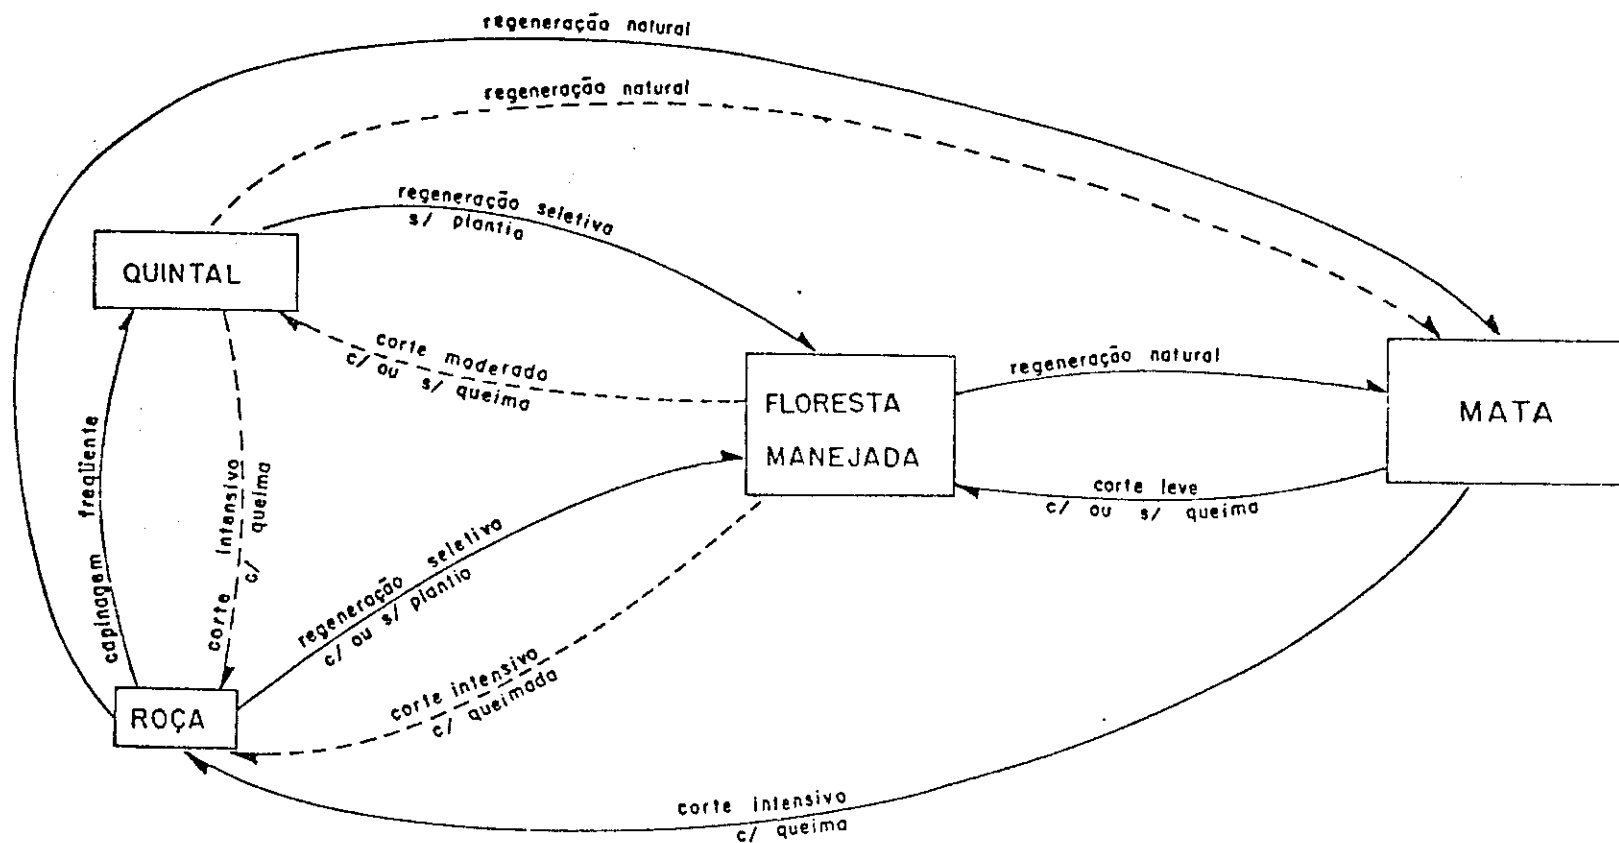 regeneração natural
regeneração natural
regeneração seletiva
s/ plantio
QUINTAL
corte moderado
c/ ou s/ queima
regeneração natural
FLORESTA
MANEJADA
MATA
capinagem freqüente
corte intensivo
c/ queima
corte leve
c/ ou s/ queima
regeneração seletiva
c/ ou s/ plantio
corte intensivo
c/ queimada
ROÇA
corte intensivo
c/ queima